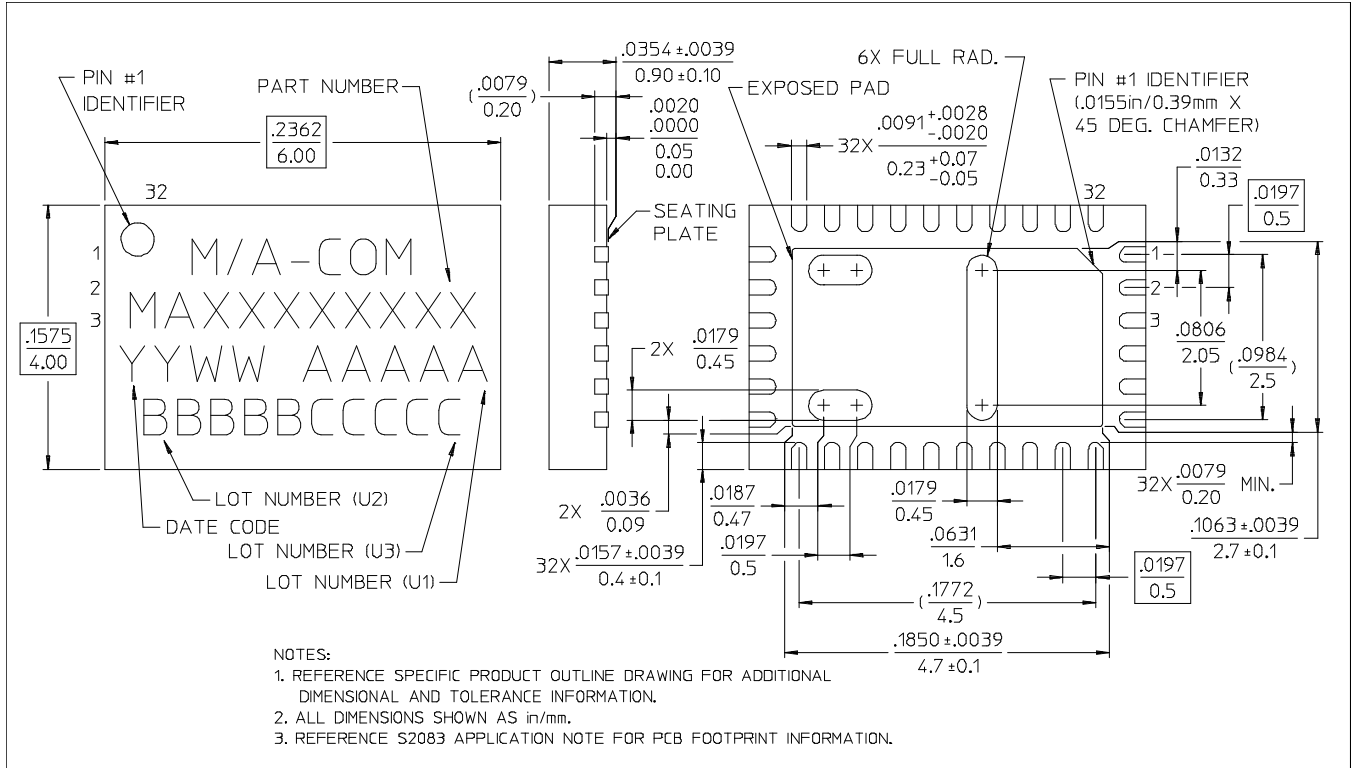 PIN #1
IDENTIFIER
PART NUMBER
.2362
6.00
32
1
2
3
M/A-COM
MAXXXXXXXXX
YYWW AAAAA
BBBBBCCCCC
.1575
4.00
LOT NUMBER (U2)
DATE CODE
LOT NUMBER (U3)
LOT NUMBER (U1)
.0354 ±.0039
0.90 ±0.10
(.0079
0.20)
.0020
.0000
0.05
0.00
SEATING
PLATE
EXPOSED PAD
6X FULL RAD.
32X .0091 +.0028
-.0020
0.23 +0.07
-0.05
PIN #1 IDENTIFIER
(.0155in/0.39mm X
45 DEG. CHAMFER)
.0132
0.33
.0197
0.5
32
1
2
3
.0806
2.05
(.0984
2.5)
2X .0179
0.45
2X .0036
0.09
32X .0157 ±.0039
0.4 ±0.1
.0187
0.47
.0197
0.5
.0179
0.45
.0631
1.6
32X .0079 MIN.
0.20
.1063 ±.0039
2.7 ±0.1
.0197
0.5
(.1772
4.5)
.1850 ±.0039
4.7 ±0.1
NOTES:
1. REFERENCE SPECIFIC PRODUCT OUTLINE DRAWING FOR ADDITIONAL
DIMENSIONAL AND TOLERANCE INFORMATION.
2. ALL DIMENSIONS SHOWN AS in/mm.
3. REFERENCE S2083 APPLICATION NOTE FOR PCB FOOTPRINT INFORMATION.